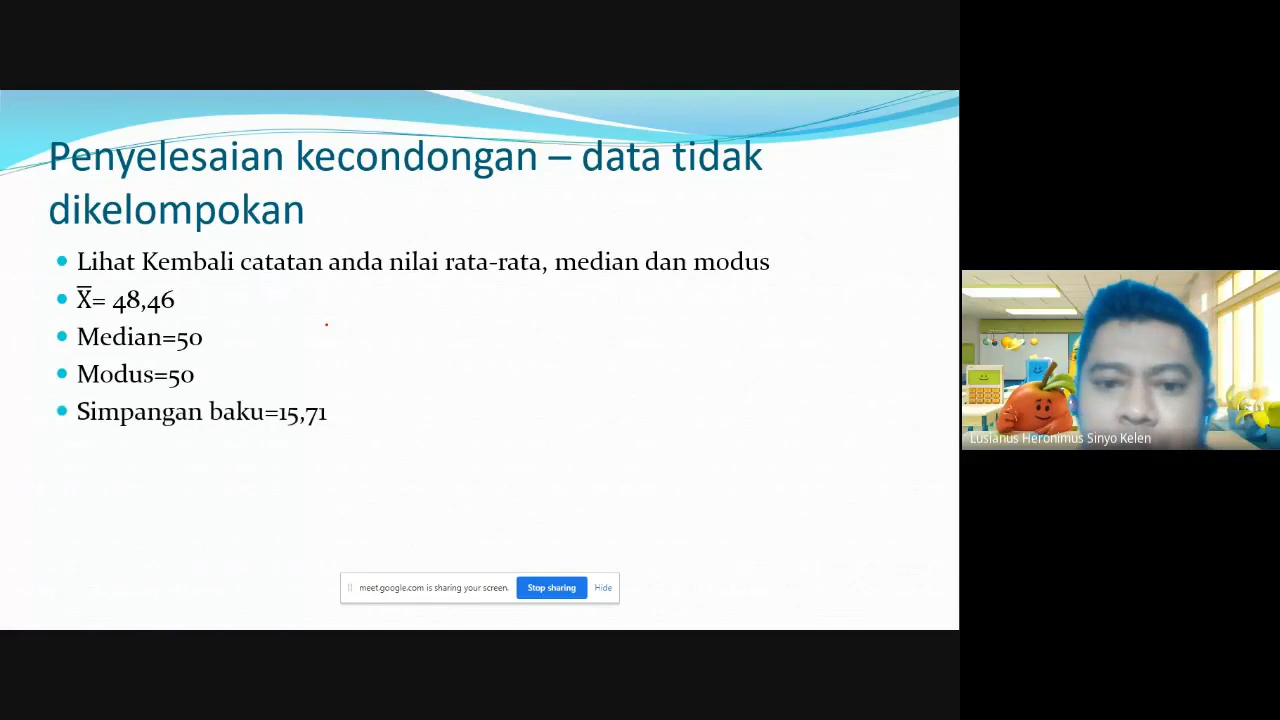 Penyelesaian kecondongan – data tidak
dikelompokan
Lihat Kembali catatan anda nilai rata-rata, median dan modus
X̅= 48,46
Median=50
Modus=50
Simpangan baku=15,71
meet.google.com is sharing your screen.
Stop sharing
Hide
Lusianus Heronimus Sinyo Kelen